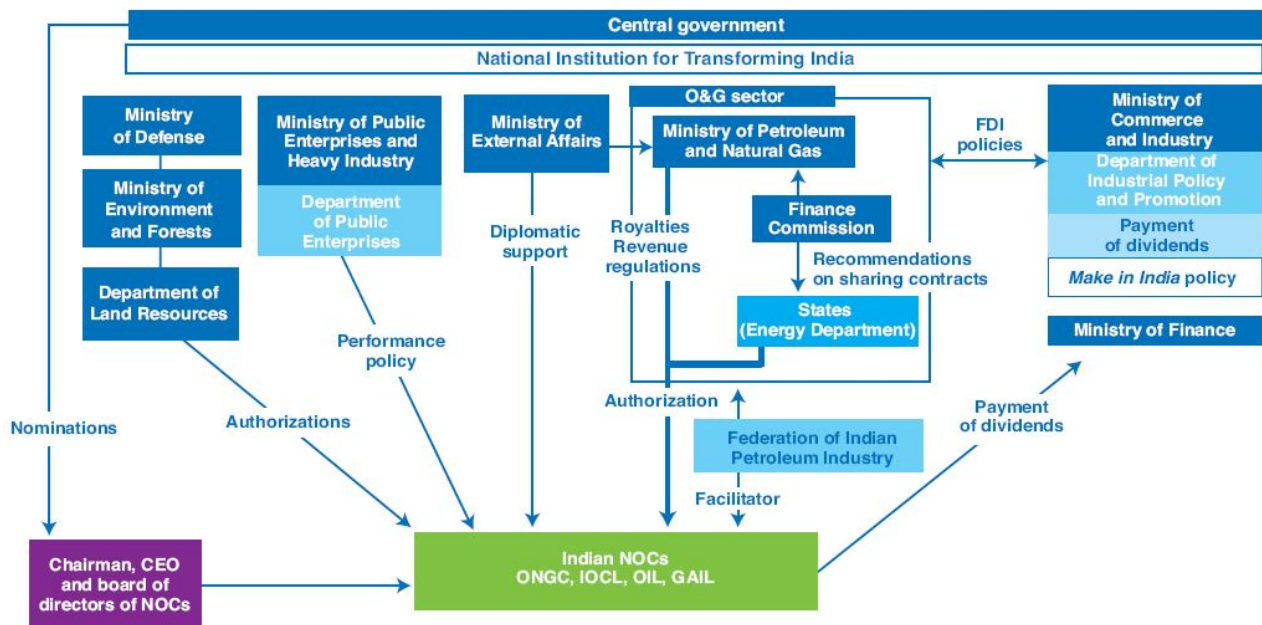 Central government
National Institution for Transforming India
Ministry
of Defense
Ministry of
Environment
and Forests
Department of
Land Resources
Ministry of Public
Enterprises and
Heavy Industry
Department
of Public
Enterprises
Ministry of
External Affairs
O&G sector
Ministry of Petroleum
and Natural Gas
Finance
Commission
States
(Energy Department)
FDI
policies
Ministry of
Commerce
and Industry
Department of
Industrial Policy
and Promotion
Payment
of dividends
Make in India policy
Ministry of Finance
Diplomatic
support
Royalties
Revenue
regulations
Recommendations
on sharing contracts
Performance
policy
Nominations
Authorizations
Authorization
Payment
of dividends
Federation of Indian
Petroleum Industry
Facilitator
Chairman, CEO
and board of
directors of NOCs
Indian NOCs
ONGC, IOCL, OIL, GAIL